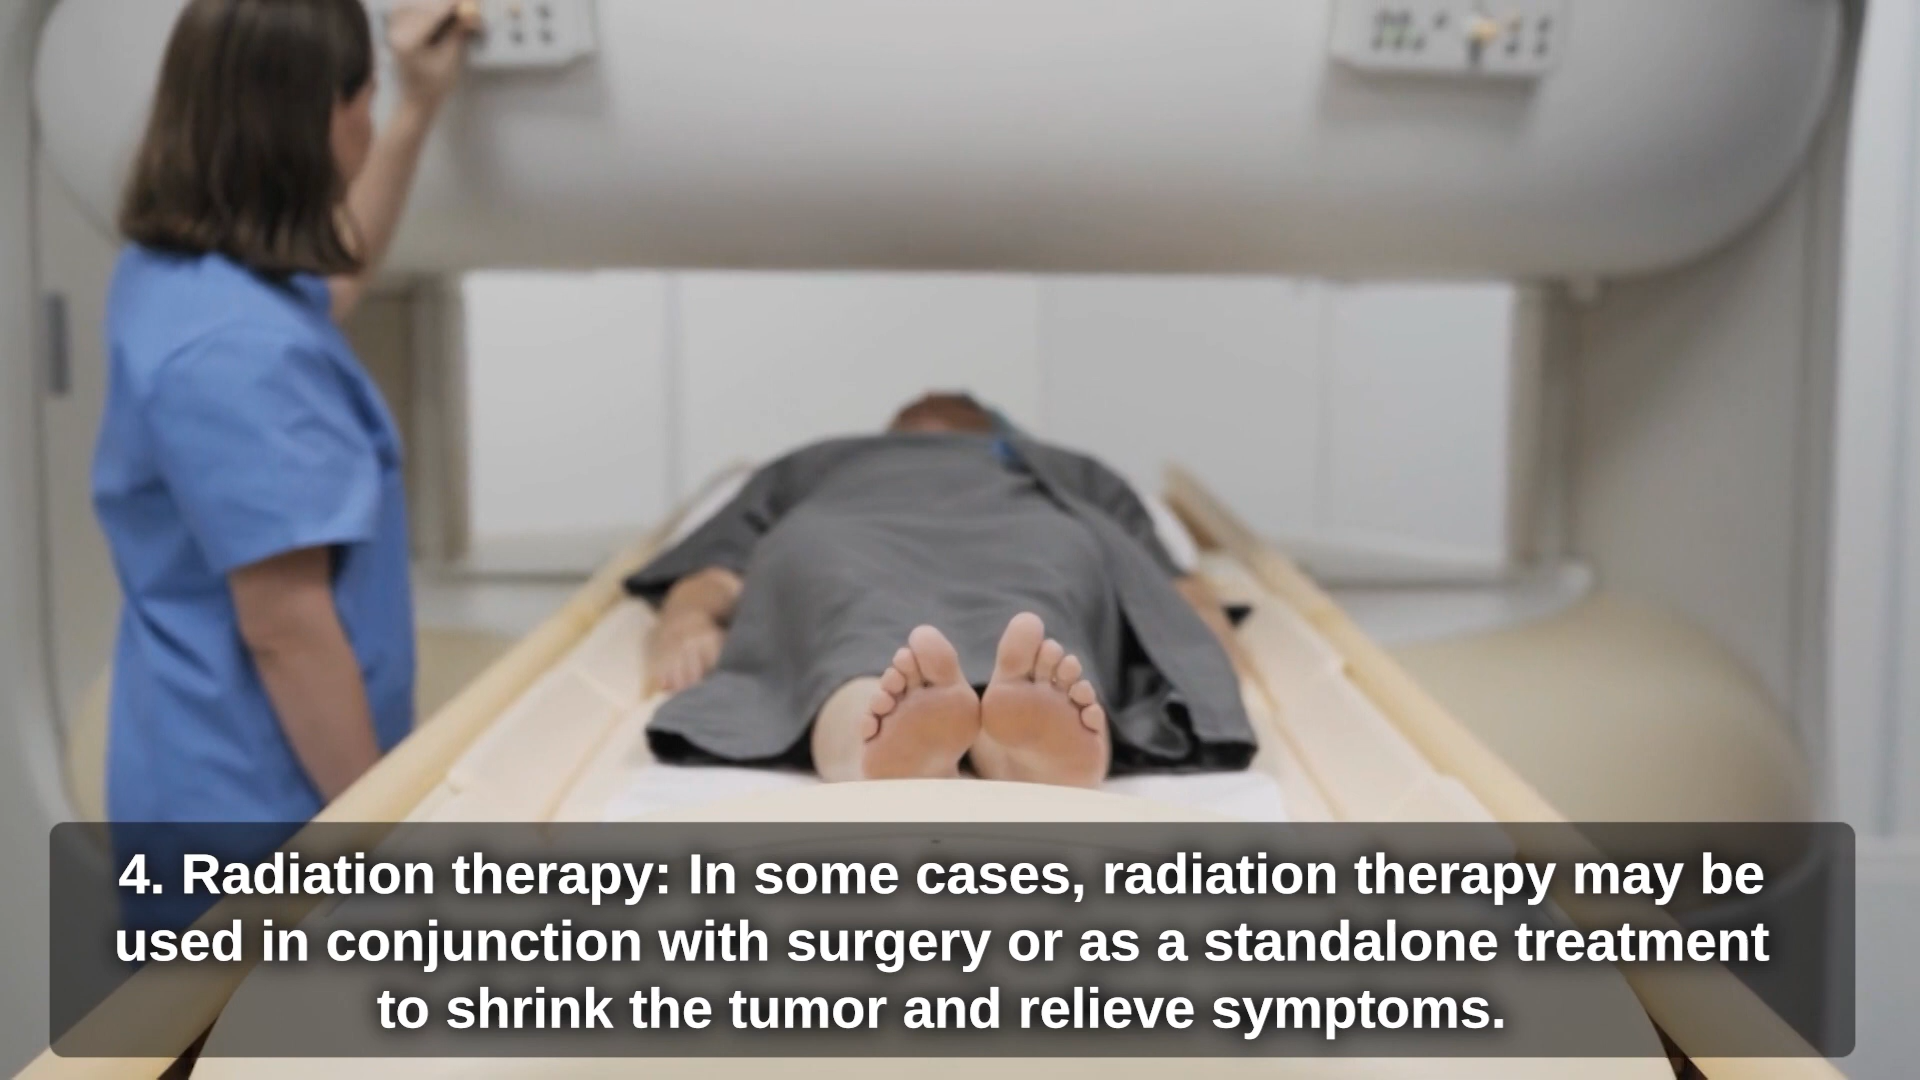 4. Radiation therapy: In some cases, radiation therapy may be
used in conjunction with surgery or as a standalone treatment
to shrink the tumor and relieve symptoms.